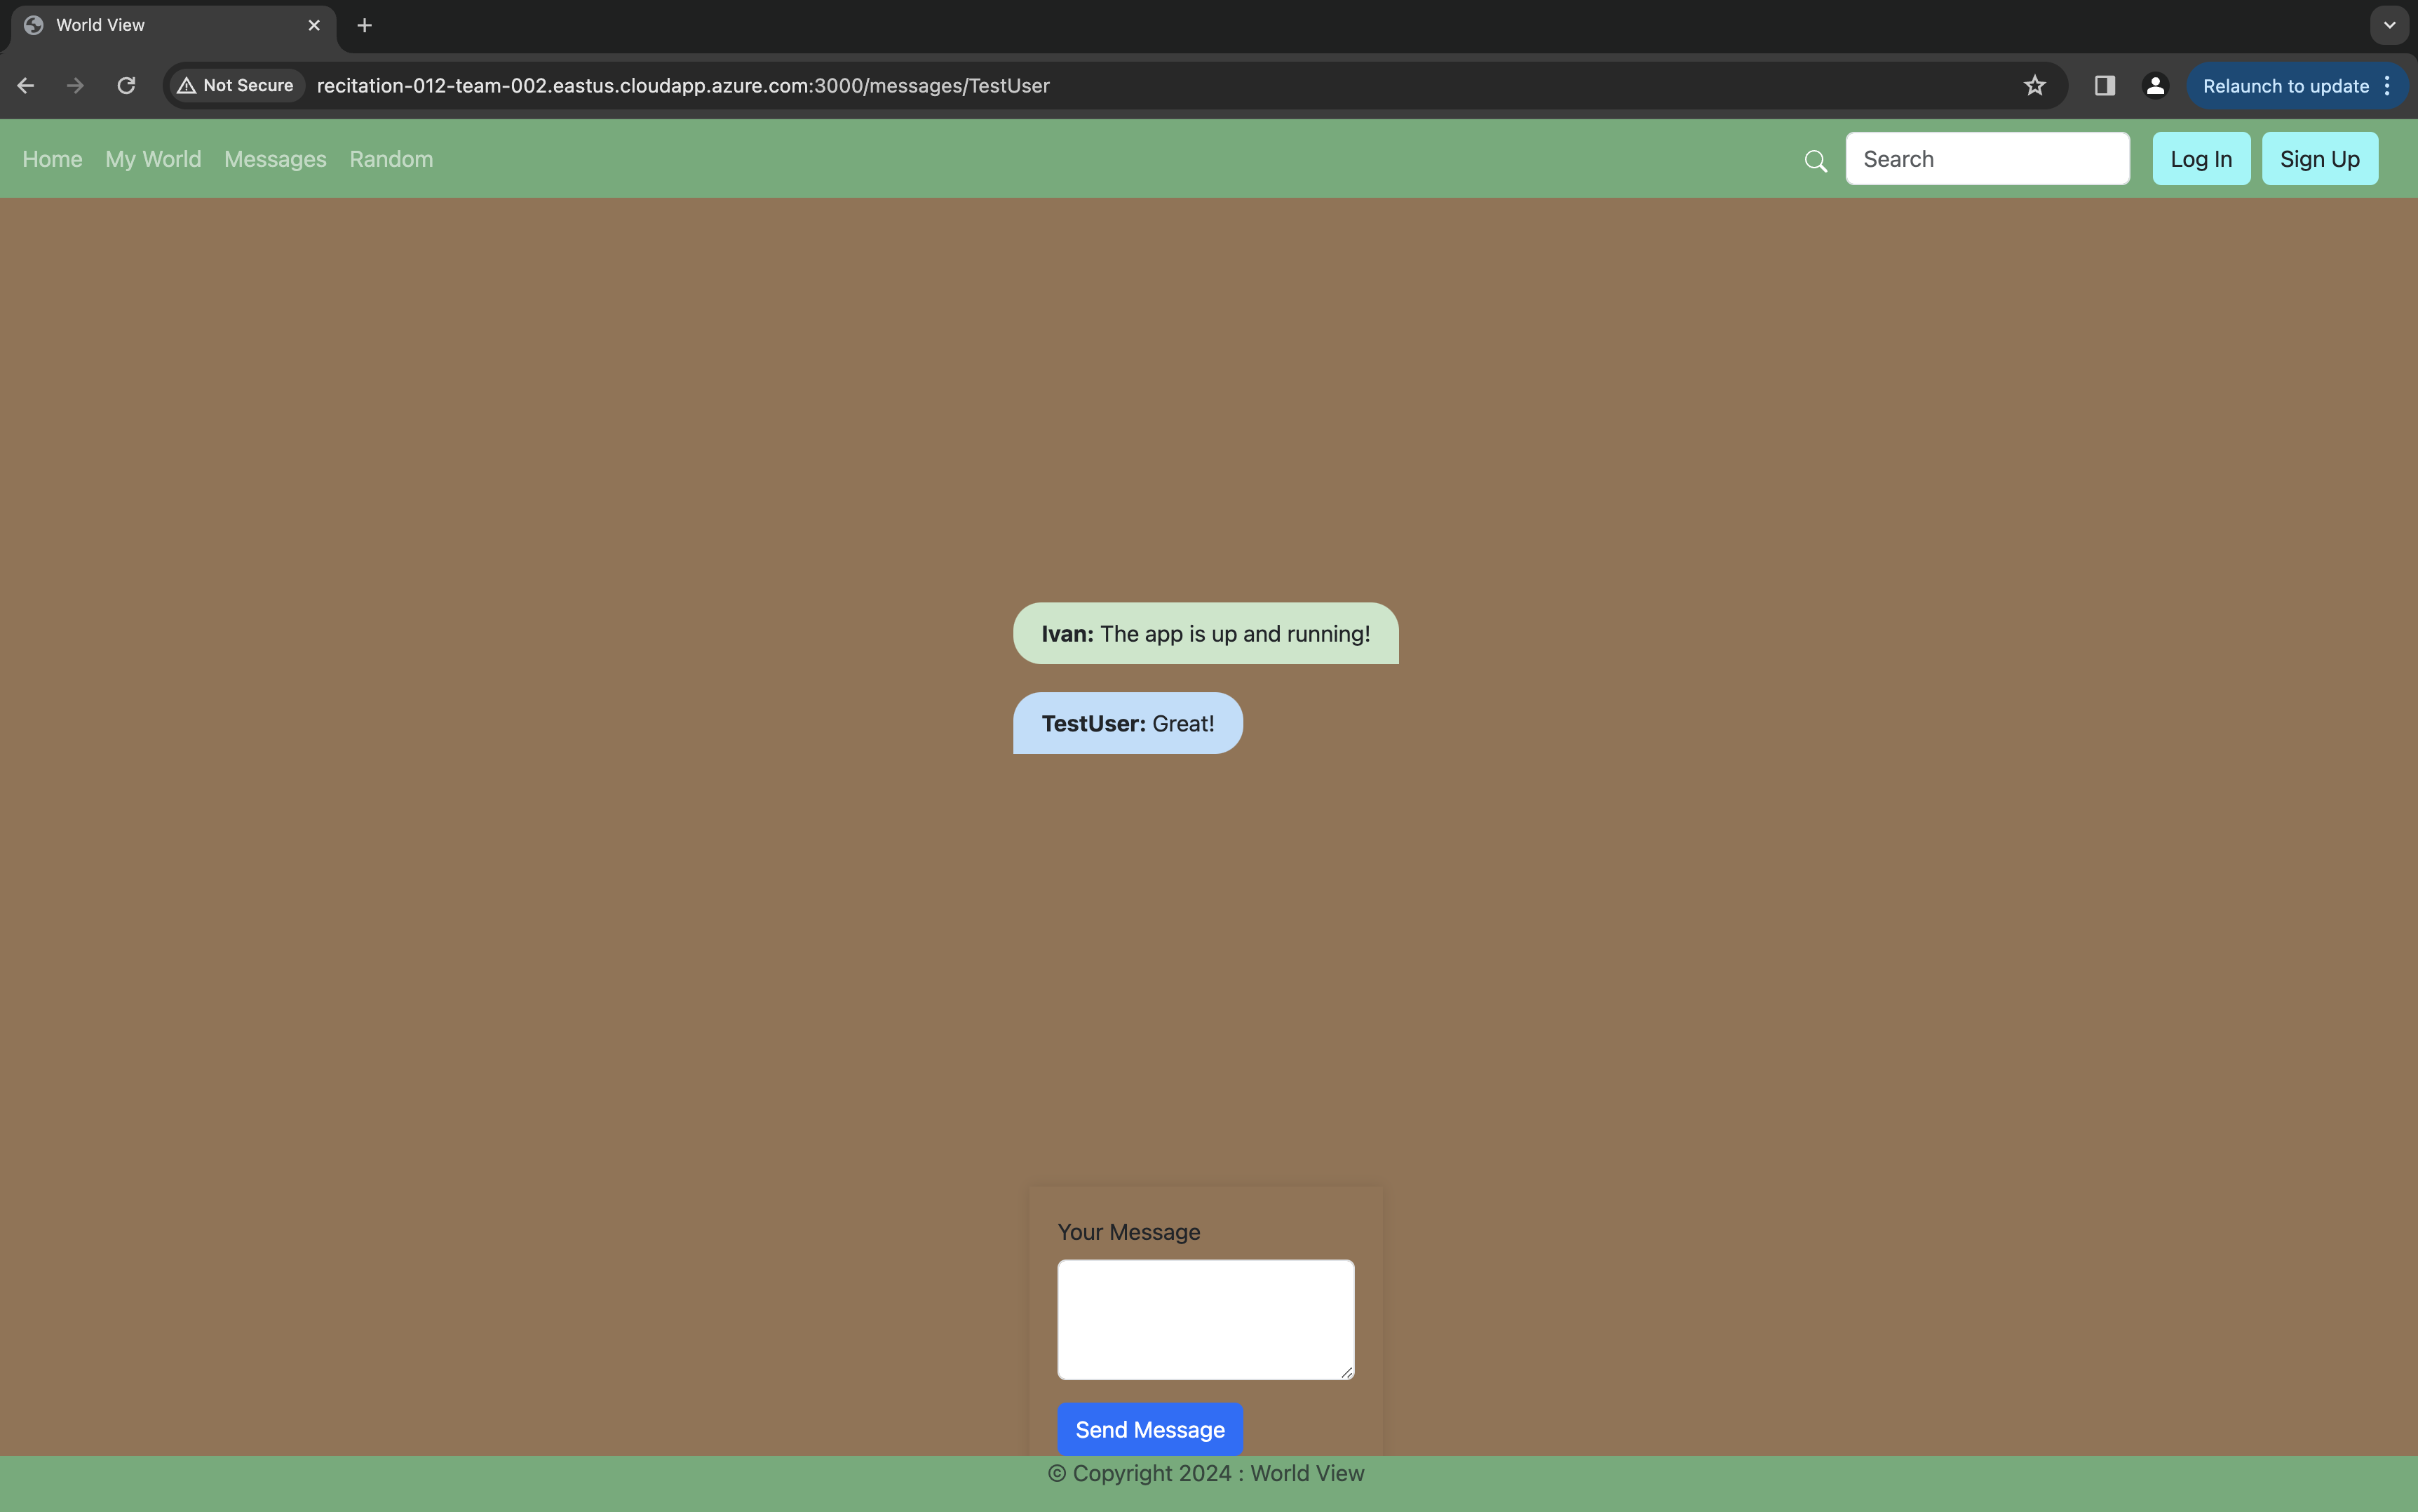 World View
Not Secure recitation-012-team-002.eastus.cloudapp.azure.com:3000/messages/TestUser Relaunch to update
Home My World Messages Random Search Log In Sign Up
Ivan: The app is up and running!
TestUser: Great!
Your Message
Send Message
© Copyright 2024 : World View